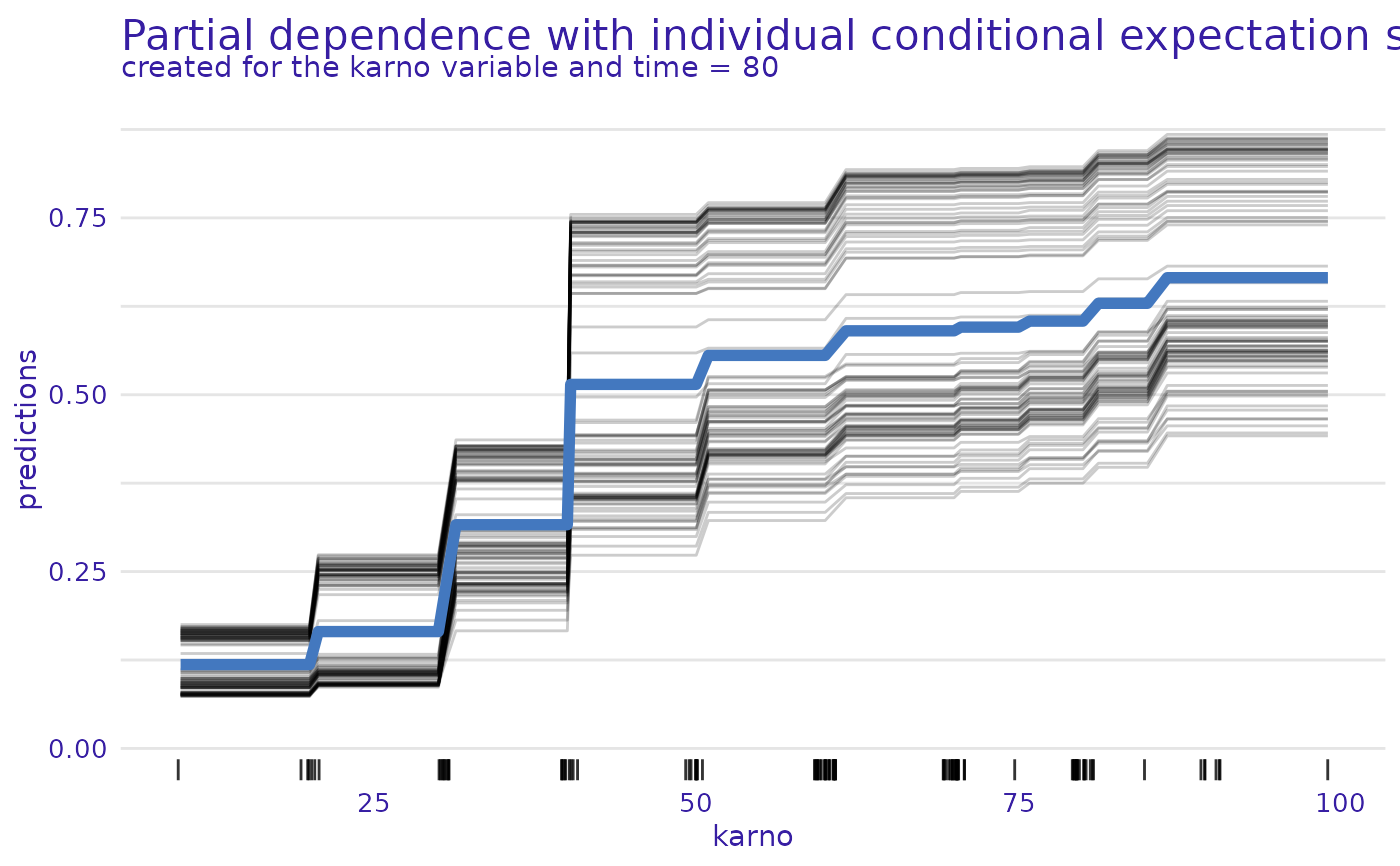 Partial dependence with individual conditional expectation s
created for the karno variable and time = 80
predictions
0.75
0.50
0.25
0.00
25 50 75 100
karno